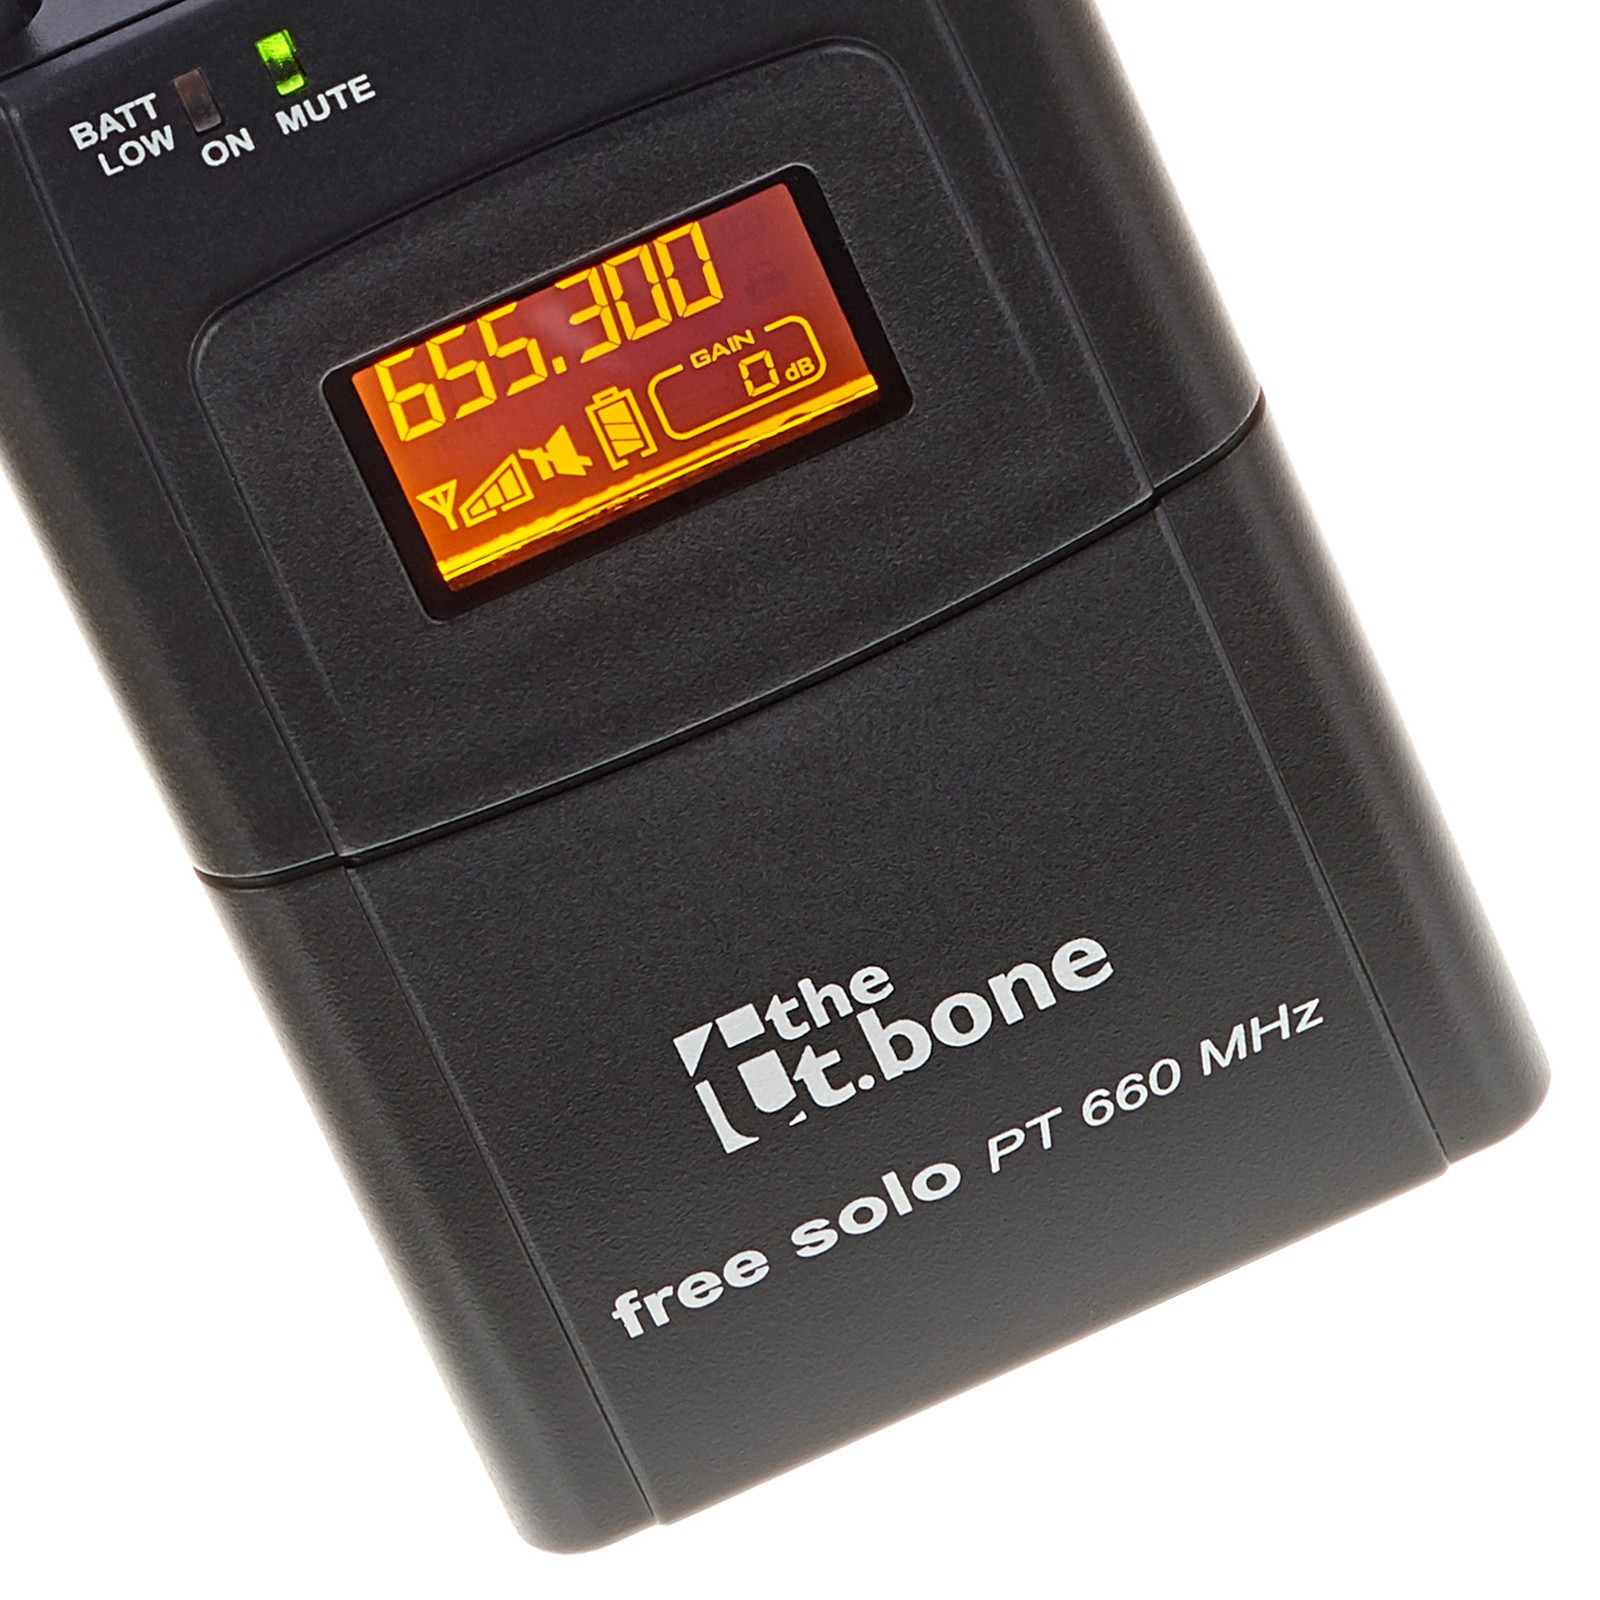 BATT
LOW ON MUTE
655.300
GAIN
0 dB
the
t.bone
free solo PT 660 MHz